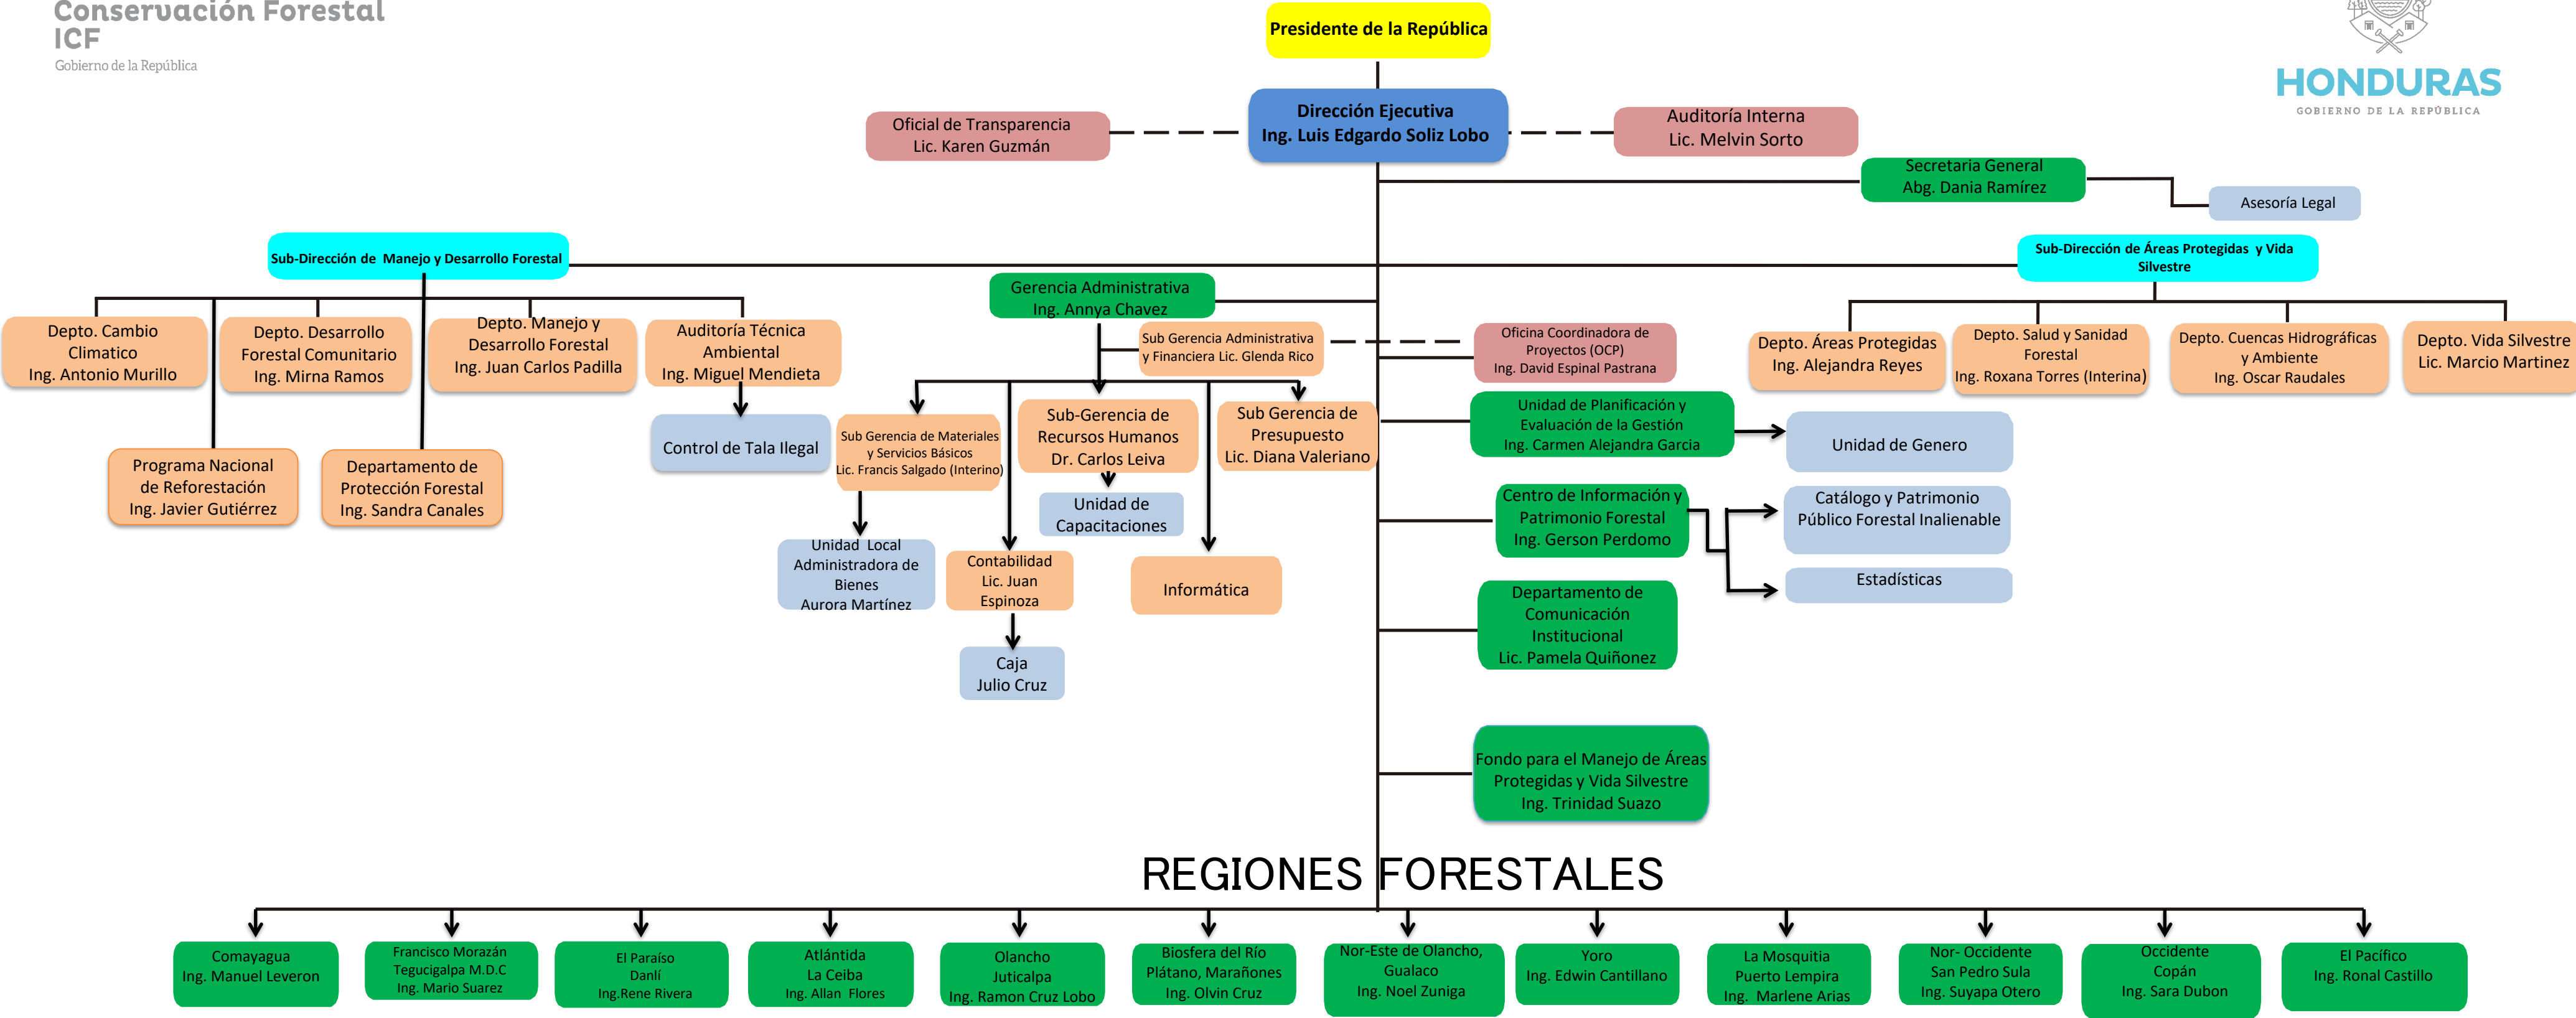 Conservación Forestal
ICF
Gobierno de la República
HONDURAS
GOBIERNO DE LA REPÚBLICA
Presidente de la República
Dirección Ejecutiva
Ing. Luis Edgardo Soliz Lobo
Oficial de Transparencia
Lic. Karen Guzmán
Auditoría Interna
Lic. Melvin Sorto
Secretaria General
Abg. Dania Ramírez
Asesoría Legal
Sub-Dirección de Manejo y Desarrollo Forestal
Sub-Dirección de Áreas Protegidas y Vida
Silvestre
Gerencia Administrativa
Ing. Annya Chavez
Sub Gerencia Administrativa
y Financiera Lic. Glenda Rico
Oficina Coordinadora de
Proyectos (OCP)
Ing. David Espinal Pastrana
Depto. Cambio
Climatico
Ing. Antonio Murillo
Depto. Desarrollo
Forestal Comunitario
Ing. Mirna Ramos
Depto. Manejo y
Desarrollo Forestal
Ing. Juan Carlos Padilla
Auditoría Técnica
Ambiental
Ing. Miguel Mendieta
Depto. Áreas Protegidas
Ing. Alejandra Reyes
Depto. Salud y Sanidad
Forestal
Ing. Roxana Torres (Interina)
Depto. Cuencas Hidrográficas
y Ambiente
Ing. Oscar Raudales
Depto. Vida Silvestre
Lic. Marcio Martinez
Control de Tala Ilegal
Sub Gerencia de Materiales
y Servicios Básicos
Lic. Francis Salgado (Interino)
Sub-Gerencia de
Recursos Humanos
Dr. Carlos Leiva
Sub Gerencia de
Presupuesto
Lic. Diana Valeriano
Unidad de Planificación y
Evaluación de la Gestión
Ing. Carmen Alejandra Garcia
Unidad de Genero
Programa Nacional
de Reforestación
Ing. Javier Gutiérrez
Departamento de
Protección Forestal
Ing. Sandra Canales
Unidad de
Capacitaciones
Centro de Información y
Patrimonio Forestal
Ing. Gerson Perdomo
Catálogo y Patrimonio
Público Forestal Inalienable
Estadísticas
Unidad Local
Administradora de
Bienes
Aurora Martínez
Contabilidad
Lic. Juan
Espinoza
Informática
Departamento de
Comunicación
Institucional
Lic. Pamela Quiñonez
Caja
Julio Cruz
Fondo para el Manejo de Áreas
Protegidas y Vida Silvestre
Ing. Trinidad Suazo
REGIONES FORESTALES
Comayagua
Ing. Manuel Leveron
Francisco Morazán
Tegucigalpa M.D.C
Ing. Mario Suarez
El Paraíso
Danlí
Ing.Rene Rivera
Atlántida
La Ceiba
Ing. Allan Flores
Olancho
Juticalpa
Ing. Ramon Cruz Lobo
Biosfera del Río
Plátano, Marañones
Ing. Olvin Cruz
Nor-Este de Olancho,
Gualaco
Ing. Noel Zuniga
Yoro
Ing. Edwin Cantillano
La Mosquitia
Puerto Lempira
Ing. Marlene Arias
Nor- Occidente
San Pedro Sula
Ing. Suyapa Otero
Occidente
Copán
Ing. Sara Dubon
El Pacífico
Ing. Ronal Castillo